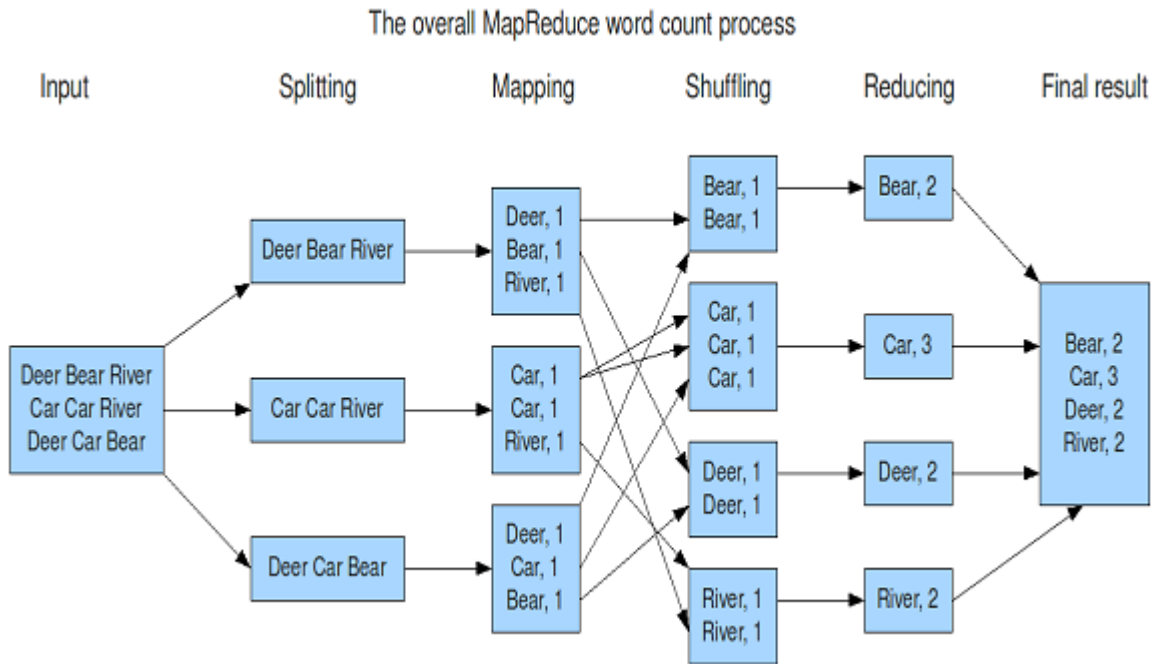 The overall MapReduce word count process
Input
Splitting
Mapping
Shuffling
Reducing
Final result
Deer Bear River
Car Car River
Deer Car Bear
Deer Bear River
Car Car River
Deer Car Bear
Deer, 1
Bear, 1
River, 1
Car, 1
Car, 1
River, 1
Deer, 1
Car, 1
Bear, 1
Bear, 1
Bear, 1
Car, 1
Car, 1
Car, 1
Deer, 1
Deer, 1
River, 1
River, 1
Bear, 2
Car, 3
Deer, 2
River, 2
Bear, 2
Car, 3
Deer, 2
River, 2